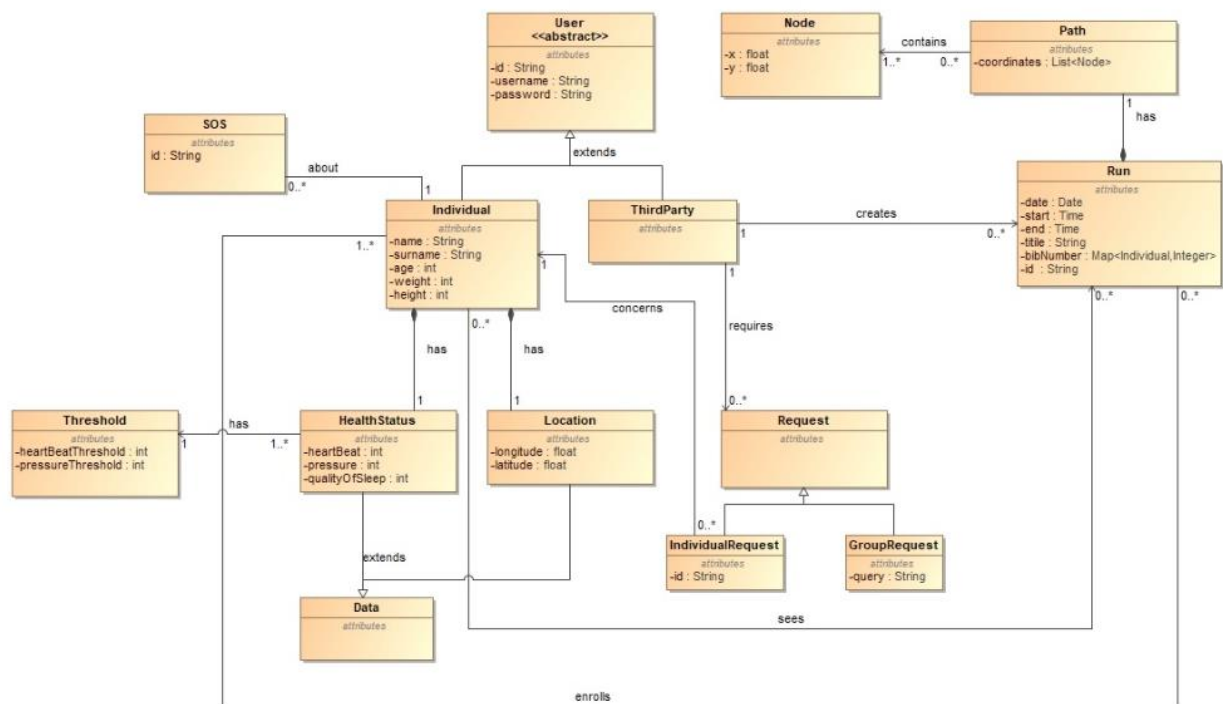 User
<<abstract>>
attributes
-id : String
-username : String
-password : String
Node
attributes
-x : float
-y : float
contains
1..*
0..*
Path
attributes
-coordinates : List<Node>
1
has
SOS
attributes
id : String
about
0..*
1
extends
Individual
attributes
-name : String
-surname : String
-age : int
-weight : int
-height : int
1..*
1
0..*
ThirdParty
attributes
1
1
creates
0..*
Run
attributes
-date : Date
-start : Time
-end : Time
-titile : String
-bibNumber : Map<Individual,Integer>
-id : String
0..*
0..*
concerns
requires
has
has
1
1
0..*
Threshold
attributes
-heartBeatThreshold : int
-pressureThreshold : int
has
1
1..*
HealthStatus
attributes
-heartBeat : int
-pressure : int
-qualityOfSleep : int
Location
attributes
-longitude : float
-latitude : float
Request
attributes
0..*
IndividualRequest
attributes
-id : String
GroupRequest
attributes
-query : String
extends
Data
attributes
sees
enrolls